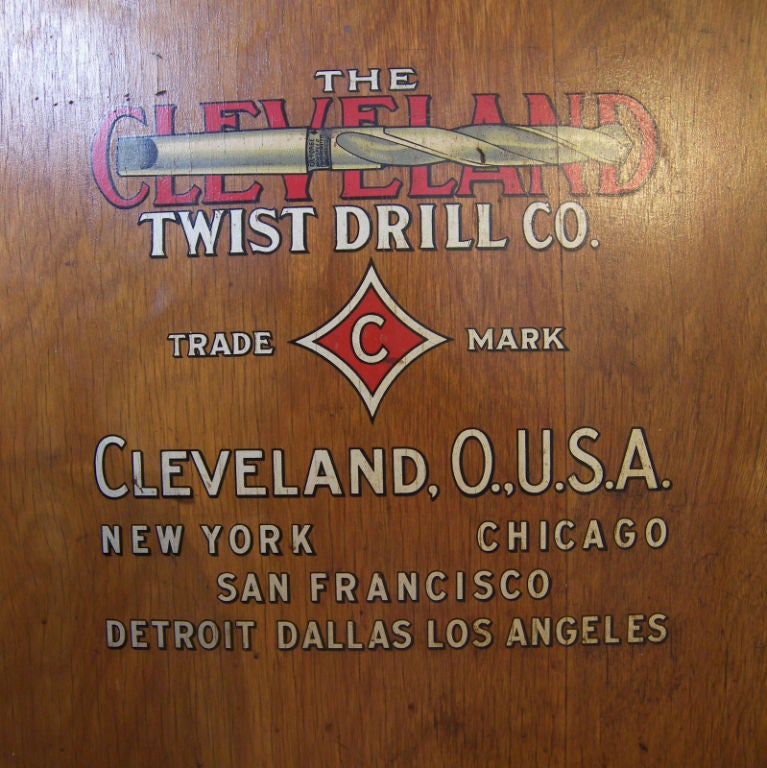 THE
CLEVELAND
TWIST DRILL CO.
TRADE C MARK
CLEVELAND, O., U.S.A.
NEW YORK CHICAGO
SAN FRANCISCO
DETROIT DALLAS LOS ANGELES